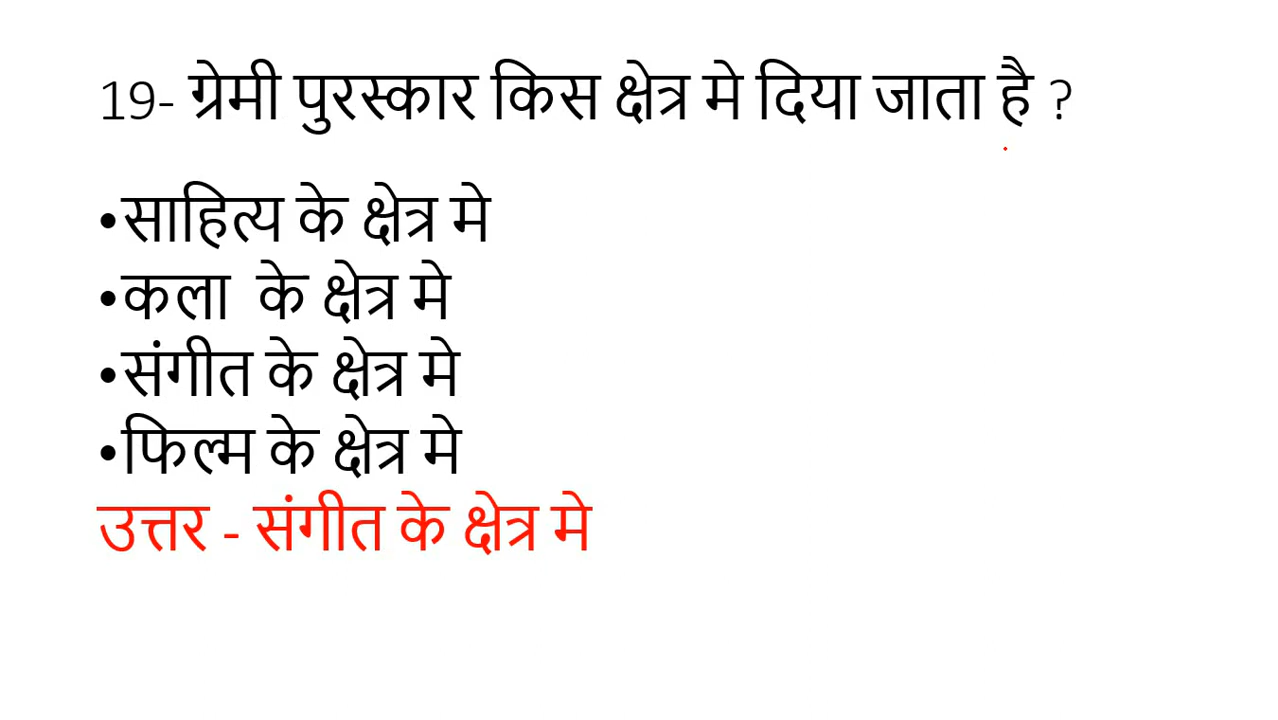 19- ग्रेमी पुरस्कार किस क्षेत्र मे दिया जाता है ?
•साहित्य के क्षेत्र मे
•कला के क्षेत्र मे
•संगीत के क्षेत्र मे
•फिल्म के क्षेत्र मे
उत्तर - संगीत के क्षेत्र मे